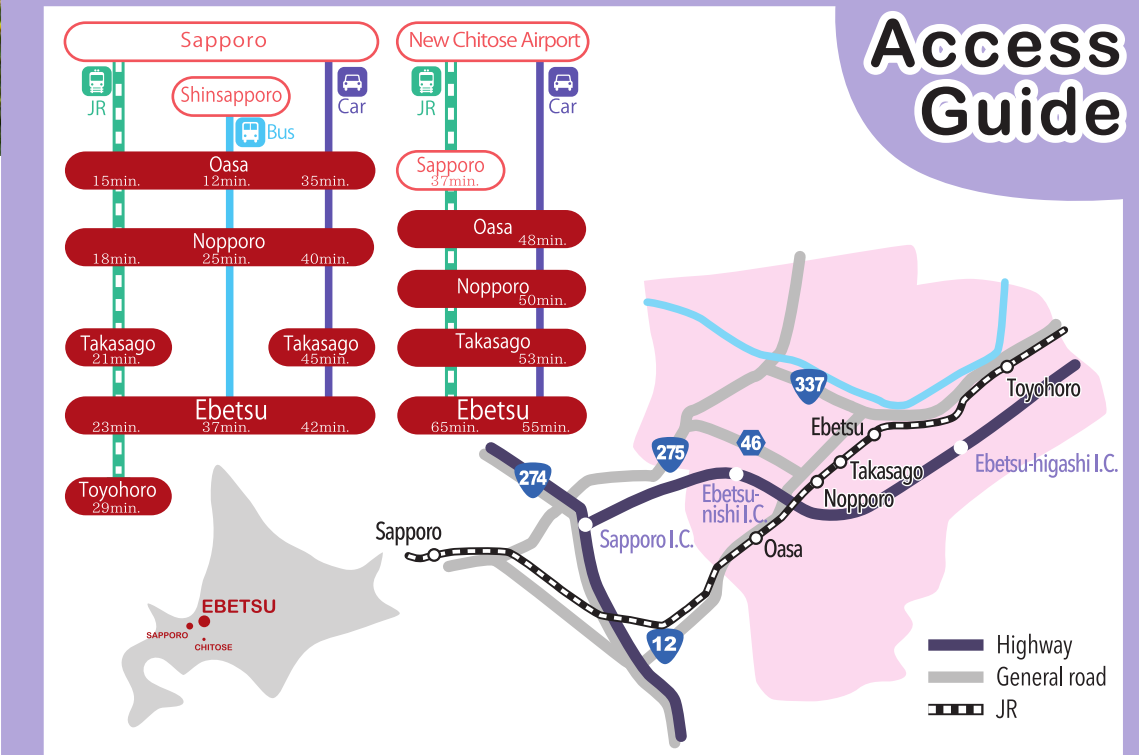 Access
Guide
Sapporo
JR
Shinsapporo
Bus
Car
Oasa
15min.
12min.
35min.
Nopporo
18min.
25min.
40min.
Takasago
21min.
Takasago
45min.
Ebetsu
23min.
37min.
42min.
Toyohoro
29min.
New Chitose Airport
JR
Car
Sapporo
37min.
Oasa
48min.
Nopporo
50min.
Takasago
53min.
Ebetsu
65min.
55min.
EBETSU
SAPPORO
CHITOSE
337
Toyohoro
Ebetsu
46
275
Takasago
Ebetsu-higashi I.C.
274
Ebetsu-
nishi I.C.
Nopporo
Sapporo
Sapporo I.C.
Oasa
12
Highway
General road
JR